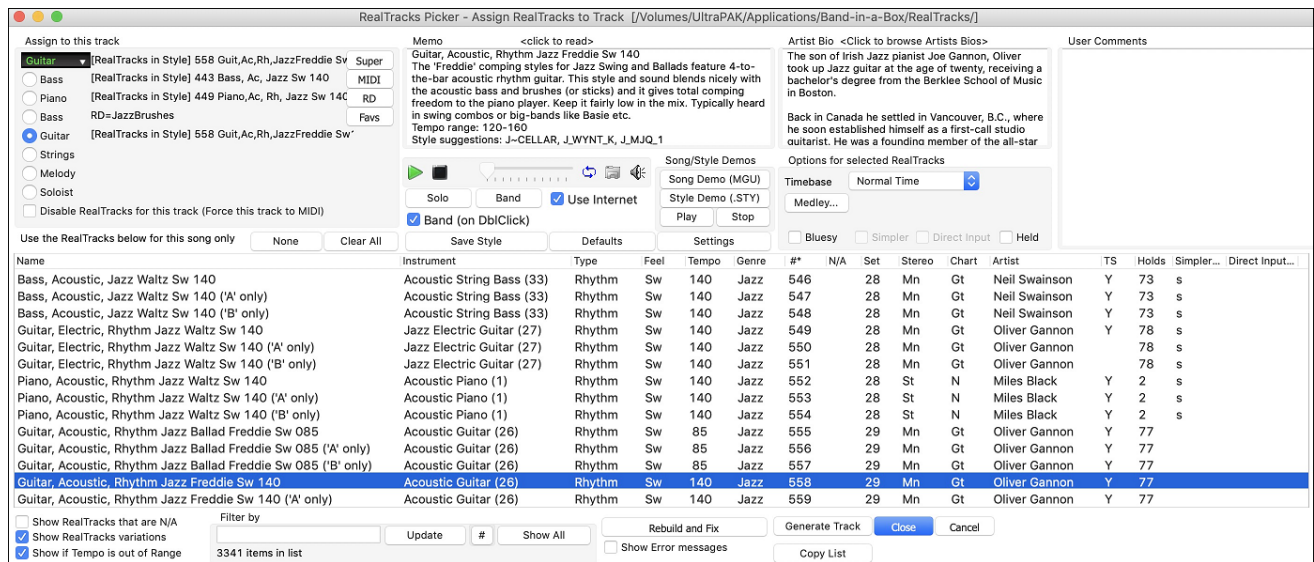 RealTracks Picker - Assign RealTracks to Track [/Volumes/UltraPAK/Applications/Band-in-a-Box/RealTracks/]
Assign to this track
Guitar [RealTracks in Style] 558 Guit,Ac,Rh,JazzFreddie Sw Super
Bass [RealTracks in Style] 443 Bass, Ac, Jazz Sw 140 MIDI
Piano [RealTracks in Style] 449 Piano,Ac, Rh, Jazz Sw 140 RD
Bass RD=JazzBrushes Favs
Guitar [RealTracks in Style] 558 Guit,Ac,Rh,JazzFreddie Sw
Strings
Melody
Soloist
Disable RealTracks for this track (Force this track to MIDI)
Use the RealTracks below for this song only None Clear All
Memo <click to read>
Guitar, Acoustic, Rhythm Jazz Freddie Sw 140
The 'Freddie' comping styles for Jazz Swing and Ballads feature 4-to-
the-bar acoustic rhythm guitar. This style and sound blends nicely with
the acoustic bass and brushes (or sticks) and it gives total comping
freedom to the piano player. Keep it fairly low in the mix. Typically heard
in swing combos or big-bands like Basie etc.
Tempo range: 120-160
Style suggestions: J~CELLAR, J_WYNT_K, J_MJQ_1
Solo Band Use Internet
Band (on DblClick)
Save Style Defaults Settings
Song/Style Demos
Song Demo (MGU)
Style Demo (.STY)
Play Stop
Artist Bio <Click to browse Artists Bios>
The son of Irish Jazz pianist Joe Gannon, Oliver
took up Jazz guitar at the age of twenty, receiving a
bachelor's degree from the Berklee School of Music
in Boston.
Back in Canada he settled in Vancouver, B.C., where
he soon established himself as a first-call studio
guitarist. He was a founding member of the all-star
Options for selected RealTracks
Timebase Normal Time
Medley...
Bluesy Simpler Direct Input Held
User Comments
Name Instrument Type Feel Tempo Genre #* N/A Set Stereo Chart Artist TS Holds Simpler... Direct Input...
Bass, Acoustic, Jazz Waltz Sw 140 Acoustic String Bass (33) Rhythm Sw 140 Jazz 546 28 Mn Gt Neil Swainson Y 73 s
Bass, Acoustic, Jazz Waltz Sw 140 ('A' only) Acoustic String Bass (33) Rhythm Sw 140 Jazz 547 28 Mn Gt Neil Swainson Y 73 s
Bass, Acoustic, Jazz Waltz Sw 140 ('B' only) Acoustic String Bass (33) Rhythm Sw 140 Jazz 548 28 Mn Gt Neil Swainson Y 73 s
Guitar, Electric, Rhythm Jazz Waltz Sw 140 Jazz Electric Guitar (27) Rhythm Sw 140 Jazz 549 28 Mn Gt Oliver Gannon Y 78 s
Guitar, Electric, Rhythm Jazz Waltz Sw 140 ('A' only) Jazz Electric Guitar (27) Rhythm Sw 140 Jazz 550 28 Mn Gt Oliver Gannon 78 s
Guitar, Electric, Rhythm Jazz Waltz Sw 140 ('B' only) Jazz Electric Guitar (27) Rhythm Sw 140 Jazz 551 28 Mn Gt Oliver Gannon 78 s
Piano, Acoustic, Rhythm Jazz Waltz Sw 140 Acoustic Piano (1) Rhythm Sw 140 Jazz 552 28 St N Miles Black Y 2 s
Piano, Acoustic, Rhythm Jazz Waltz Sw 140 ('A' only) Acoustic Piano (1) Rhythm Sw 140 Jazz 553 28 St N Miles Black Y 2 s
Piano, Acoustic, Rhythm Jazz Waltz Sw 140 ('B' only) Acoustic Piano (1) Rhythm Sw 140 Jazz 554 28 St N Miles Black Y 2 s
Guitar, Acoustic, Rhythm Jazz Ballad Freddie Sw 085 Acoustic Guitar (26) Rhythm Sw 85 Jazz 555 29 Mn Gt Oliver Gannon Y 77
Guitar, Acoustic, Rhythm Jazz Ballad Freddie Sw 085 ('A' only) Acoustic Guitar (26) Rhythm Sw 85 Jazz 556 29 Mn Gt Oliver Gannon Y 77
Guitar, Acoustic, Rhythm Jazz Ballad Freddie Sw 085 ('B' only) Acoustic Guitar (26) Rhythm Sw 85 Jazz 557 29 Mn Gt Oliver Gannon Y 77
Guitar, Acoustic, Rhythm Jazz Freddie Sw 140 Acoustic Guitar (26) Rhythm Sw 140 Jazz 558 29 Mn Gt Oliver Gannon Y 77
Guitar, Acoustic, Rhythm Jazz Freddie Sw 140 ('A' only) Acoustic Guitar (26) Rhythm Sw 140 Jazz 559 29 Mn Gt Oliver Gannon Y 77
Show RealTracks that are N/A
Show RealTracks variations
Show if Tempo is out of Range
Filter by
Update # Show All
3341 items in list
Rebuild and Fix Generate Track Close Cancel
Show Error messages Copy List